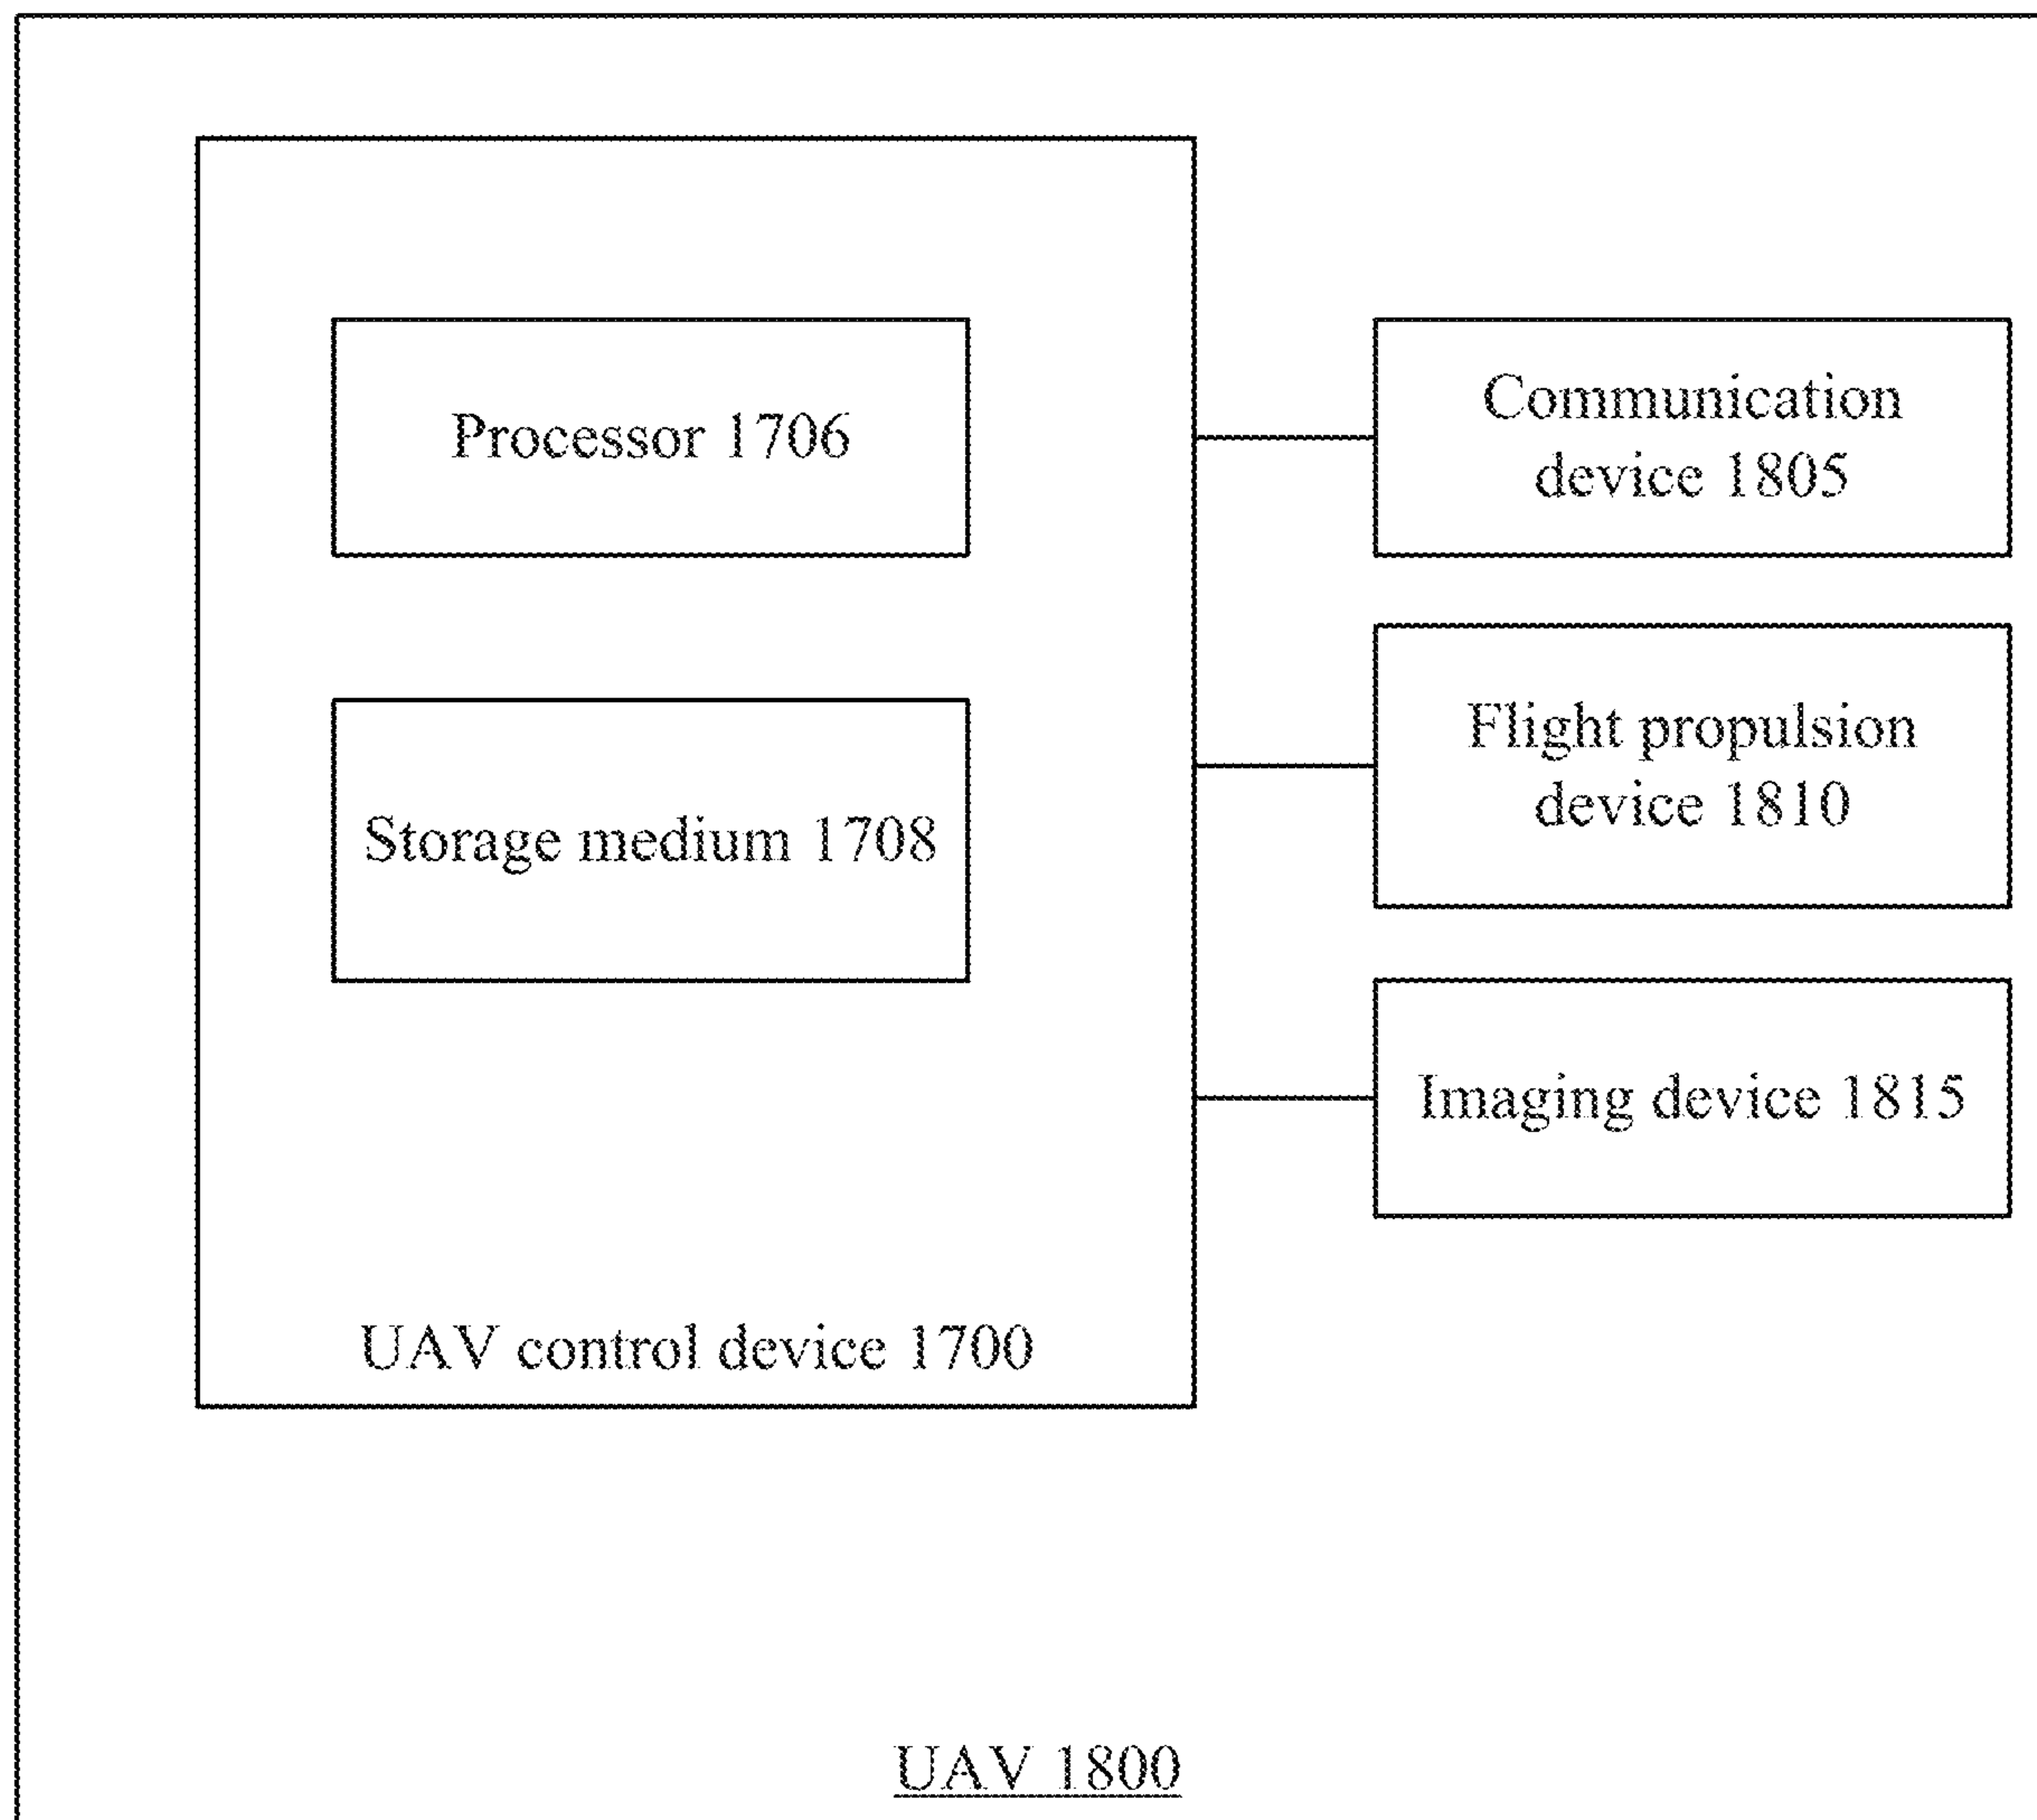 Processor 1706
Storage medium 1708
UAV control device 1700
Communication
device 1805
Flight propulsion
device 1810
Imaging device 1815
UAV 1800